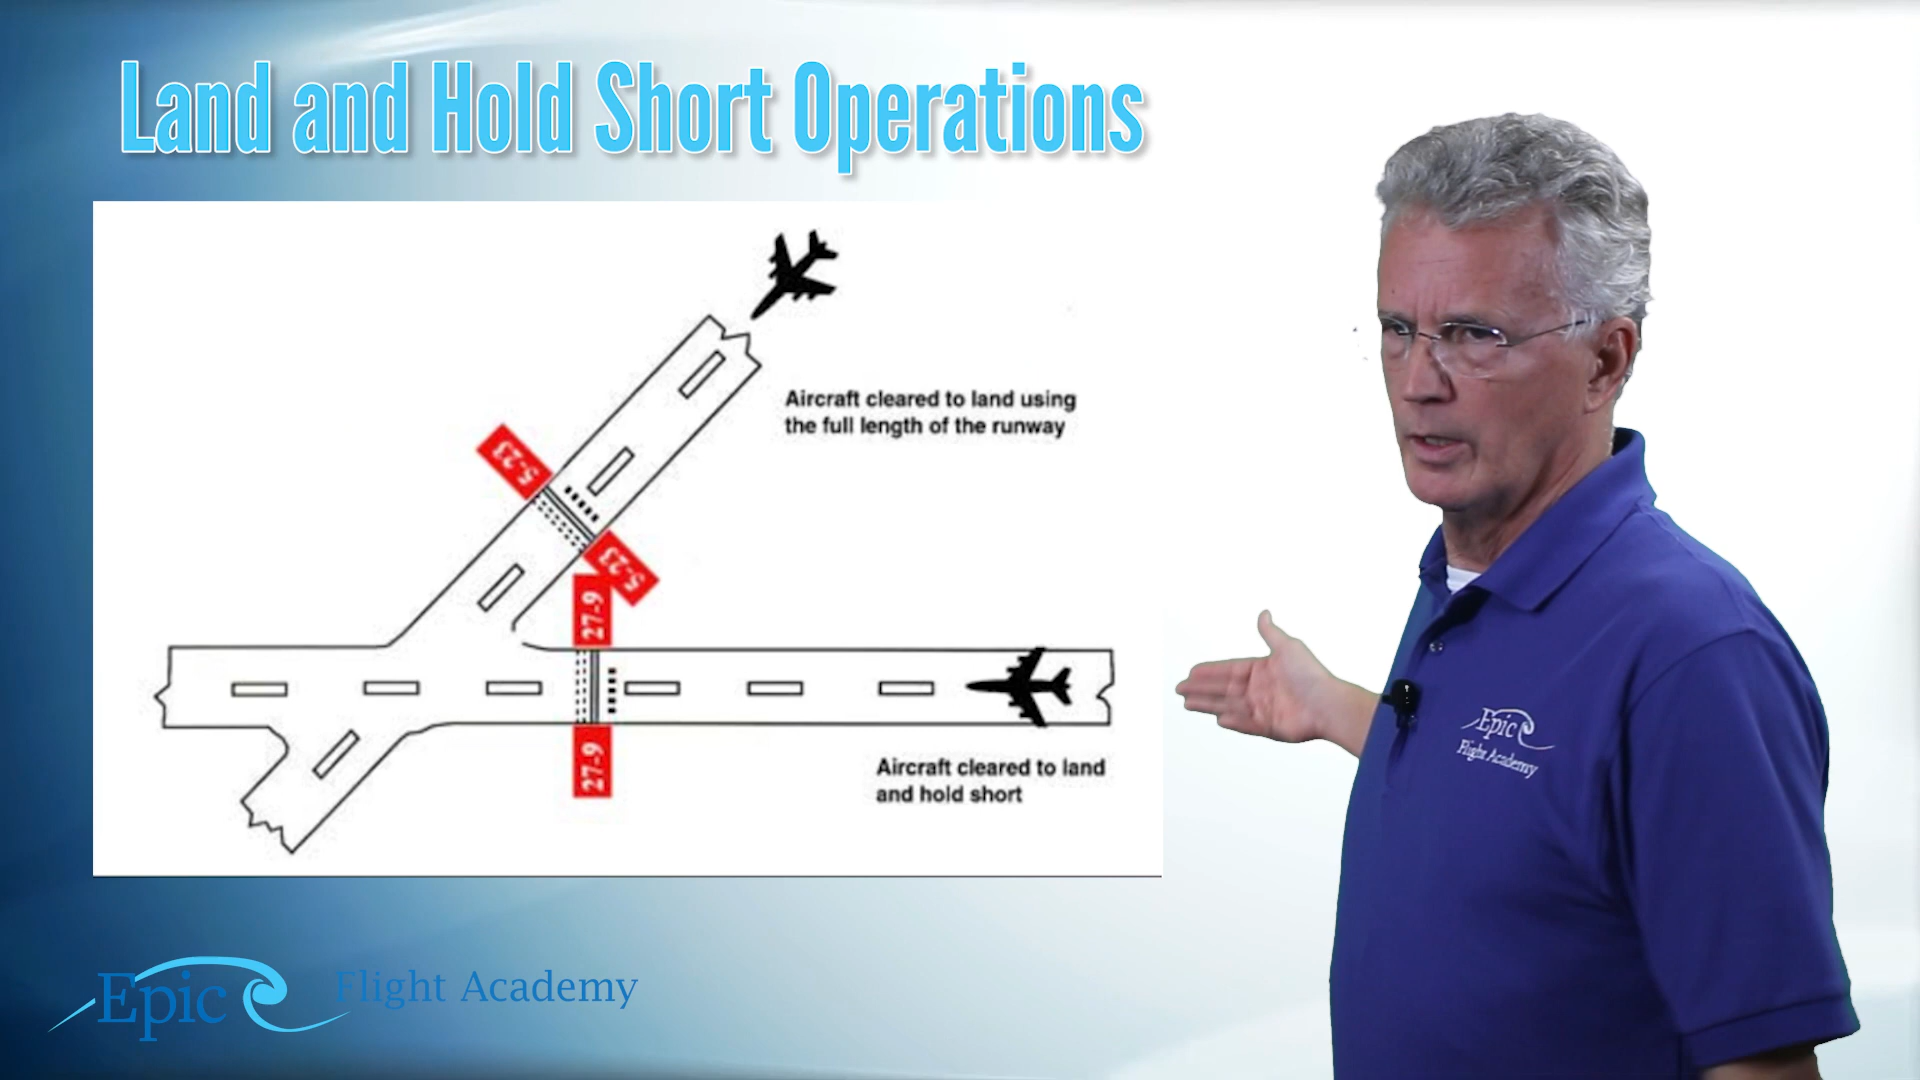 Land and Hold Short Operations
Aircraft cleared to land using
the full length of the runway
5-23
5-23
27-9
27-9
Aircraft cleared to land
and hold short
Epic
Flight Academy
Epic Flight Academy